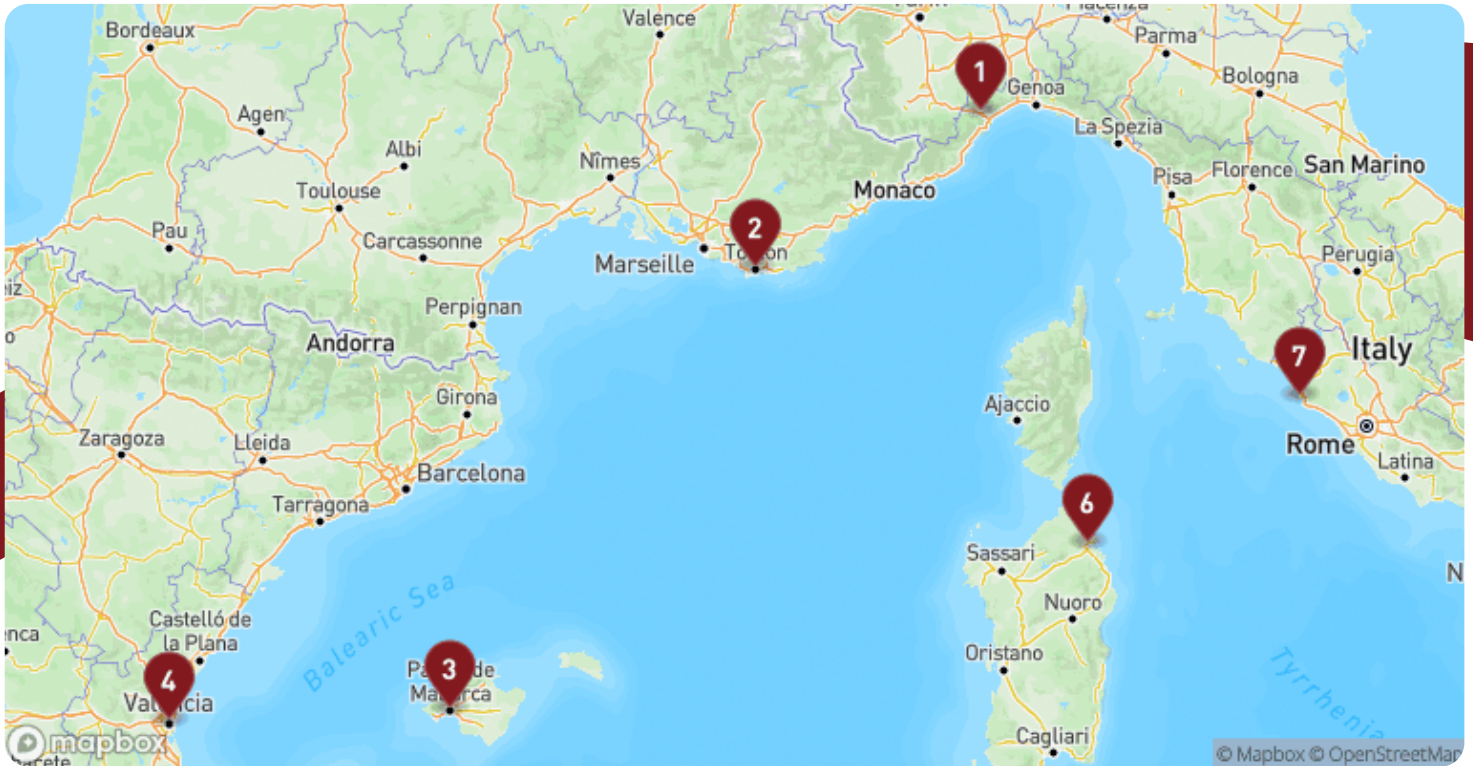 Bordeaux
Valence
Parma
1
Genoa
Bologna
Agen
La Spezia
Albi
Nîmes
Toulouse
Monaco
Pisa
Florence
San Marino
Pau
Carcassonne
2
Marseille
Perugia
Perpignan
Andorra
7
Italy
Girona
Ajaccio
Zaragoza
Lleida
Barcelona
Rome
Latina
Tarragona
6
Sassari
Balearic Sea
Nuoro
Castelló de
la Plana
Oristano
3
4
Tyrrhenia
Cagliari
mapbox
© Mapbox © OpenStreetMap